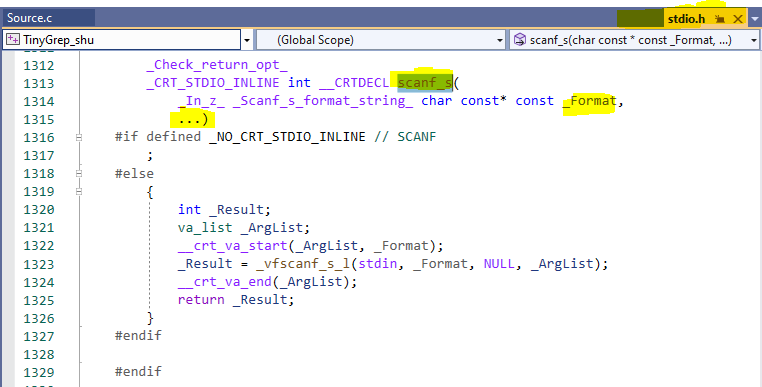 Source.c
stdio.h
TinyGrep_shu
(Global Scope)
scanf_s(char const * const _Format, ...)
1312 _Check_return_opt_
1313 _CRT_STDIO_INLINE int __CRTDECL scanf_s(
1314 _In_z_ _Scanf_s_format_string_ char const* const _Format,
1315 ...)
1316 #if defined _NO_CRT_STDIO_INLINE // SCANF
1317 ;
1318 #else
1319 {
1320 int _Result;
1321 va_list _ArgList;
1322 __crt_va_start(_ArgList, _Format);
1323 _Result = _vfscanf_s_l(stdin, _Format, NULL, _ArgList);
1324 __crt_va_end(_ArgList);
1325 return _Result;
1326 }
1327 #endif
1328
1329 #endif